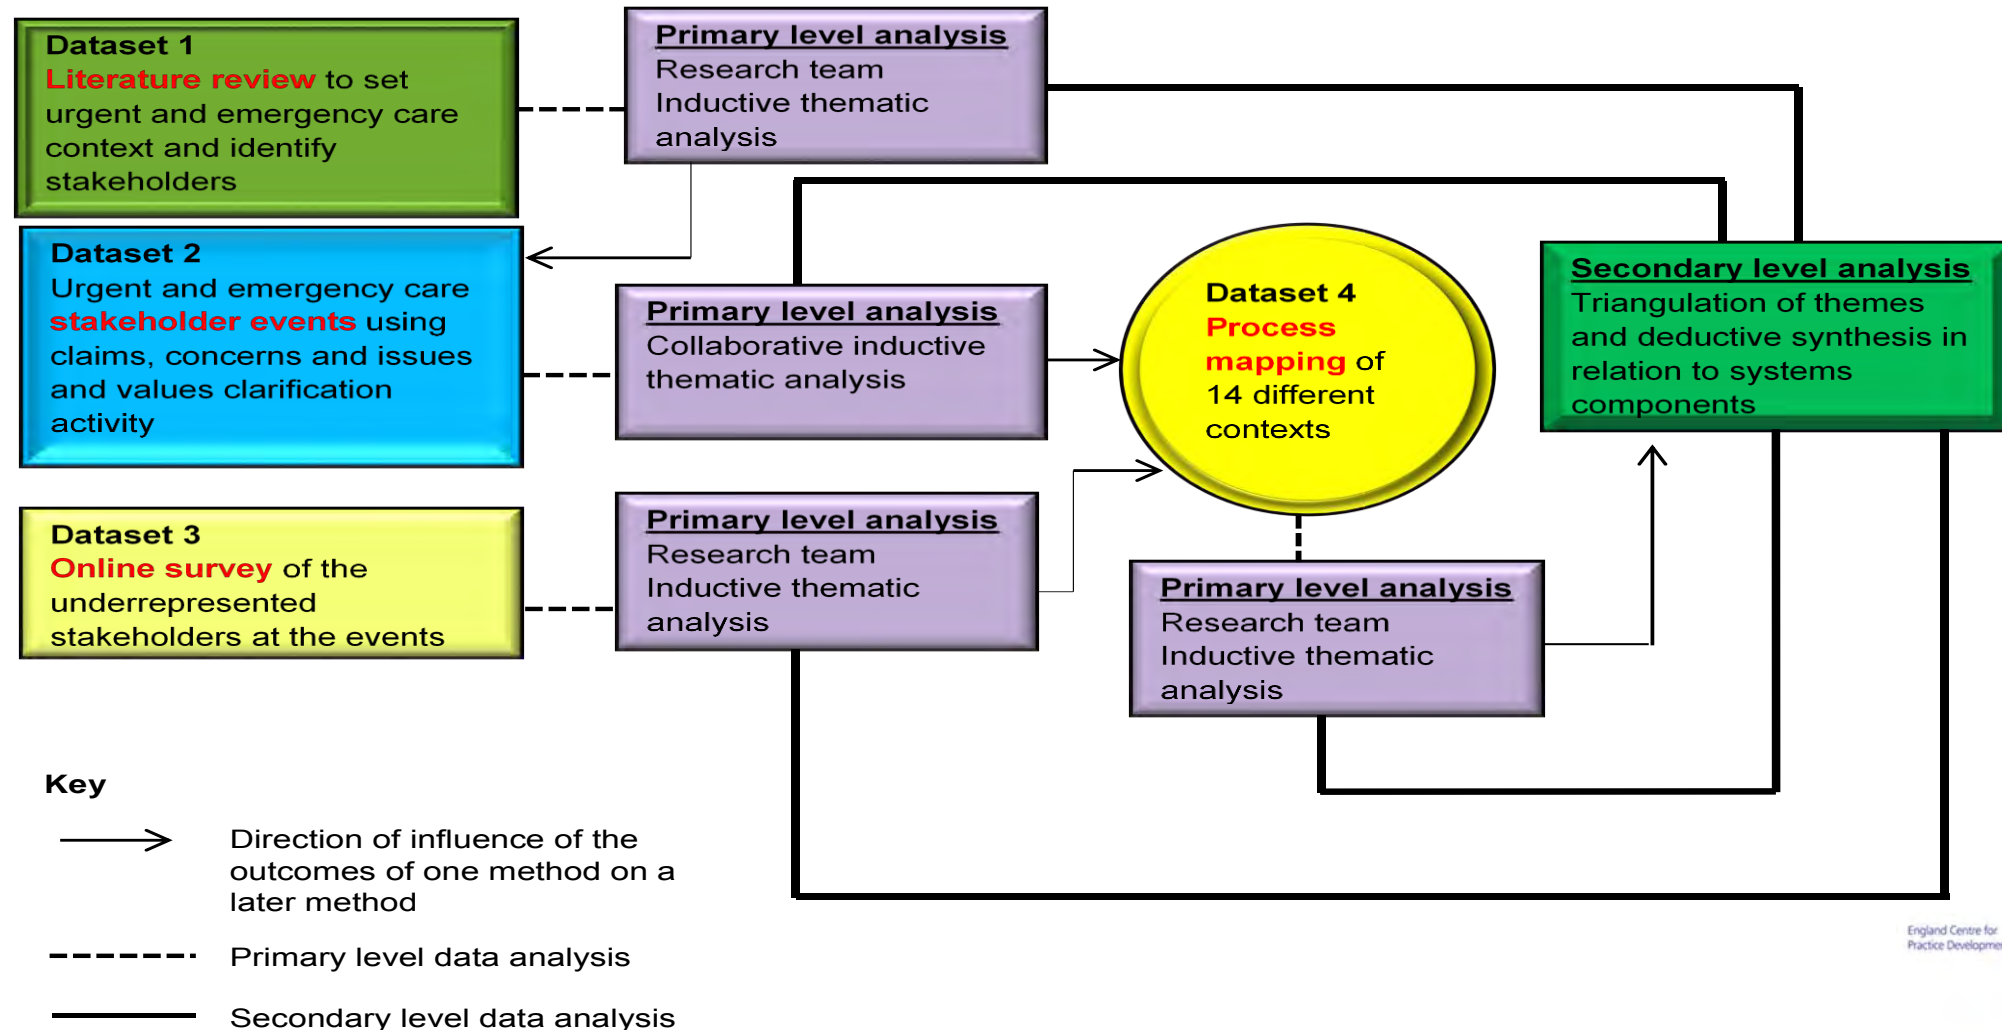 Dataset 1
Literature review to set
urgent and emergency care
context and identify
stakeholders
Primary level analysis
Research team
Inductive thematic
analysis
Dataset 2
Urgent and emergency care
stakeholder events using
claims, concerns and issues
and values clarification
activity
Primary level analysis
Collaborative inductive
thematic analysis
Dataset 4
Process
mapping of
14 different
contexts
Secondary level analysis
Triangulation of themes
and deductive synthesis in
relation to systems
components
Dataset 3
Online survey of the
underrepresented
stakeholders at the events
Primary level analysis
Research team
Inductive thematic
analysis
Primary level analysis
Research team
Inductive thematic
analysis
Key
Direction of influence of the
outcomes of one method on a
later method
Primary level data analysis
Secondary level data analysis
England Centre for
Practice Developme